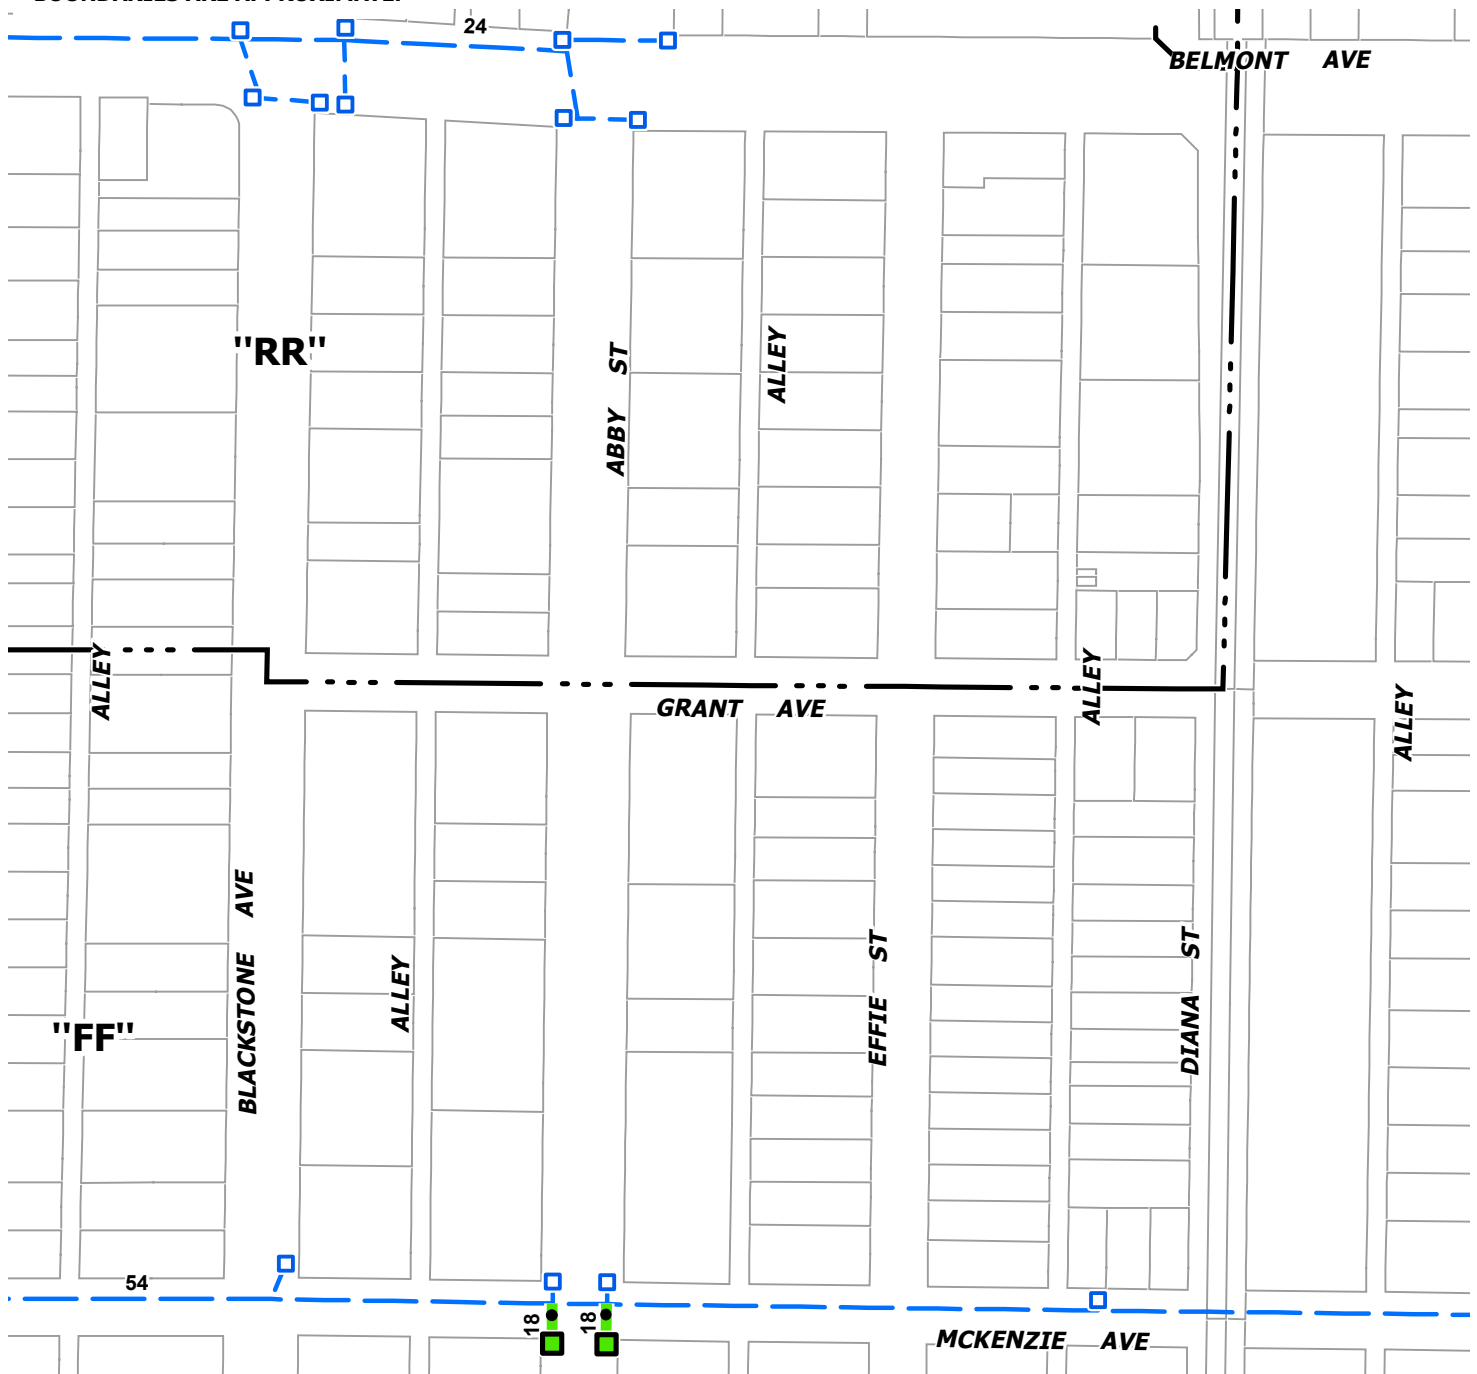 24
BELMONT AVE
"RR"
ABBY ST
ALLEY
ALLEY
GRANT AVE
ALLEY
ALLEY
BLACKSTONE AVE
ALLEY
EFFIE ST
DIANA ST
"FF"
54
18
18
MCKENZIE AVE